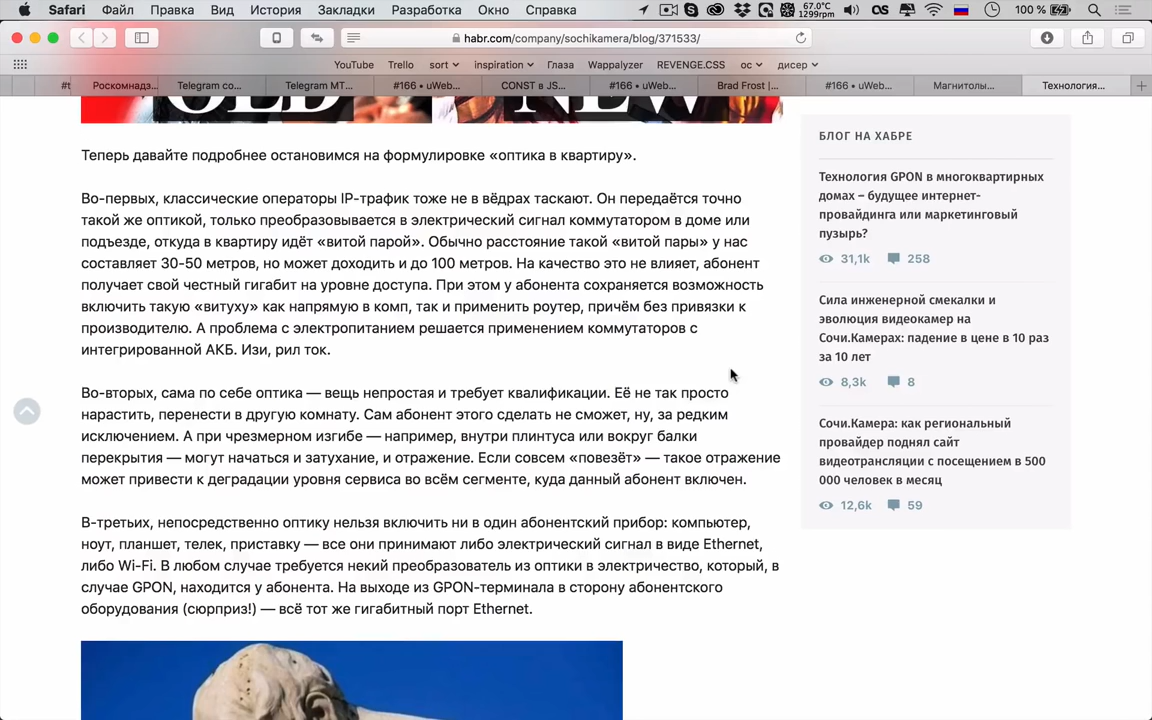 Safari Файл Правка Вид История Закладки Разработка Окно Справка 67.0°C 1299rpm 100 %
habr.com/company/sochikamera/blog/371533/
YouTube Trello sort inspiration Глаза Wappalyzer REVENGE.CSS ос дисер
#t Роскомнадз... Telegram co... Telegram MT... #166 • uWeb... CONST в JS... #166 • uWeb... Brad Frost |... #166 • uWeb... Магнитолы... Технология...
OLD NEW
Теперь давайте подробнее остановимся на формулировке «оптика в квартиру».
Во-первых, классические операторы IP-трафик тоже не в вёдрах таскают. Он передаётся точно
такой же оптикой, только преобразовывается в электрический сигнал коммутатором в доме или
подъезде, откуда в квартиру идёт «витой парой». Обычно расстояние такой «витой пары» у нас
составляет 30-50 метров, но может доходить и до 100 метров. На качество это не влияет, абонент
получает свой честный гигабит на уровне доступа. При этом у абонента сохраняется возможность
включить такую «витуху» как напрямую в комп, так и применить роутер, причём без привязки к
производителю. А проблема с электропитанием решается применением коммутаторов с
интегрированной АКБ. Изи, рил ток.
Во-вторых, сама по себе оптика — вещь непростая и требует квалификации. Её не так просто
нарастить, перенести в другую комнату. Сам абонент этого сделать не сможет, ну, за редким
исключением. А при чрезмерном изгибе — например, внутри плинтуса или вокруг балки
перекрытия — могут начаться и затухание, и отражение. Если совсем «повезёт» — такое отражение
может привести к деградации уровня сервиса во всём сегменте, куда данный абонент включен.
В-третьих, непосредственно оптику нельзя включить ни в один абонентский прибор: компьютер,
ноут, планшет, телек, приставку — все они принимают либо электрический сигнал в виде Ethernet,
либо Wi-Fi. В любом случае требуется некий преобразователь из оптики в электричество, который, в
случае GPON, находится у абонента. На выходе из GPON-терминала в сторону абонентского
оборудования (сюрприз!) — всё тот же гигабитный порт Ethernet.
БЛОГ НА ХАБРЕ
Технология GPON в многоквартирных
домах – будущее интернет-
провайдинга или маркетинговый
пузырь?
31,1k 258
Сила инженерной смекалки и
эволюция видеокамер на
Сочи.Камерах: падение в цене в 10 раз
за 10 лет
8,3k 8
Сочи.Камера: как региональный
провайдер поднял сайт
видеотрансляции с посещением в 500
000 человек в месяц
12,6k 59